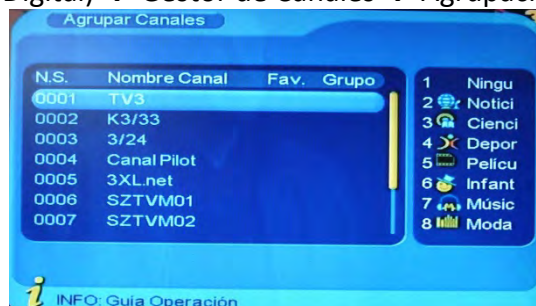 Agrupar Canales
N.S. Nombre Canal Fav. Grupo
0001 TV3
0002 K3/33
0003 3/24
0004 Canal Pilot
0005 3XL.net
0006 SZTVM01
0007 SZTVM02
1 Ningu
2 Notici
3 Cienci
4 Depor
5 Pelícu
6 Infant
7 Músic
8 Moda
INFO: Guía Operación